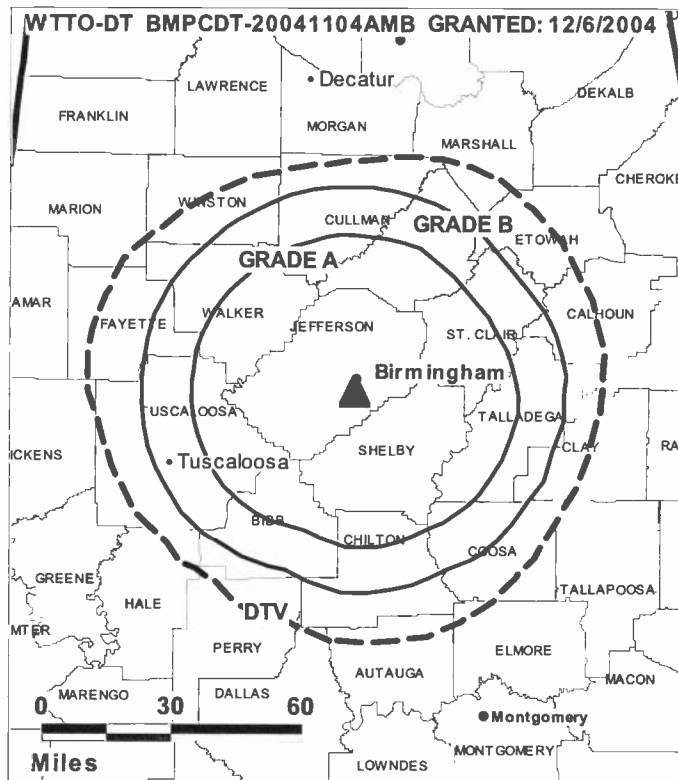 WTTO-DT BMPCDT-20041104AMB GRANTED: 12/6/2004
LAWRENCE
Decatur
DEKALB
FRANKLIN
MORGAN
MARSHALL
CHEROKE
MARION
WINSTON
CULLMAN
GRADE B
ETOWAH
GRADE A
AMAR
FAYETTE
WALKER
JEFFERSON
ST. CLAIR
CALHOUN
Birmingham
TUSCALOOSA
TALLADEGA
ICKENS
Tuscaloosa
SHELBY
CLAY
RA
BIBB
CHILTON
COOSA
GREENE
HALE
DTV
TALLAPOOSA
MTER
PERRY
ELMORE
AUTAUGA
MACON
MARENGO
DALLAS
0 30 60
Montgomery
Miles
LOWNDES
MONTGOMERY